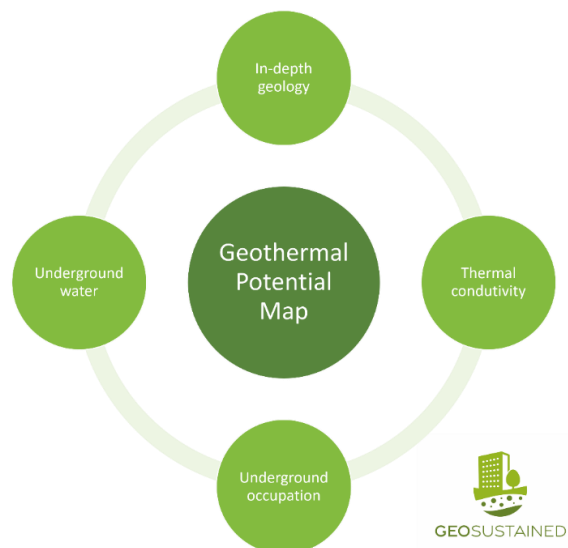 In-depth
geology
Geothermal
Potential
Map
Underground
water
Thermal
condutivity
Underground
occupation
GEOSUSTAINED